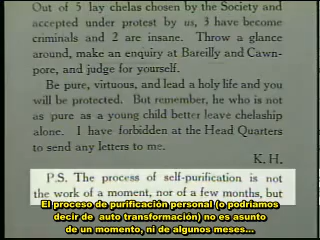 Out of 5 lay chelas chosen by the Society and
accepted under protest by us, 3 have become
criminals and 2 are insane. Throw a glance
around, make an enquiry at Bareilly and Cawn-
pore, and judge for yourself.
Be pure, virtuous, and lead a holy life and you
will be protected. But remember, he who is not
as pure as a young child better leave chelaship
alone. I have forbidden at the Head Quarters
to send any letters to me.
K. H.
P.S. The process of self-purification is not
the work of a moment, nor of a few months, but
El proceso de purificación personal (o podríamos
decir de auto transformación) no es asunto
de un momento, ni de algunos meses...